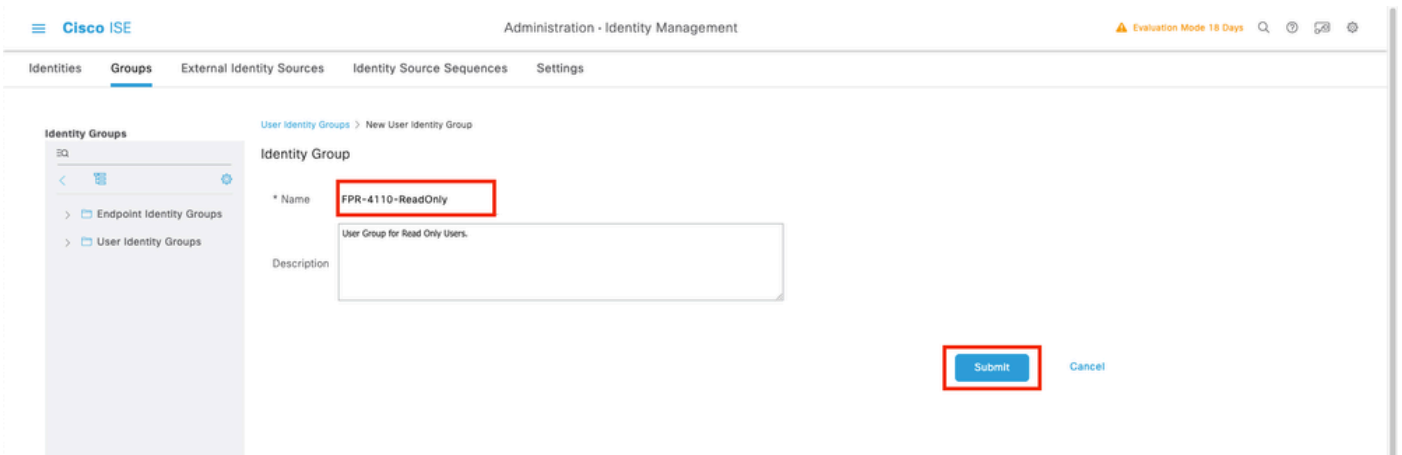 Cisco ISE
Administration · Identity Management
Evaluation Mode 18 Days
Identities Groups External Identity Sources Identity Source Sequences Settings
Identity Groups
EQ
Endpoint Identity Groups
User Identity Groups
User Identity Groups > New User Identity Group
Identity Group
* Name FPR-4110-ReadOnly
Description User Group for Read Only Users.
Submit Cancel